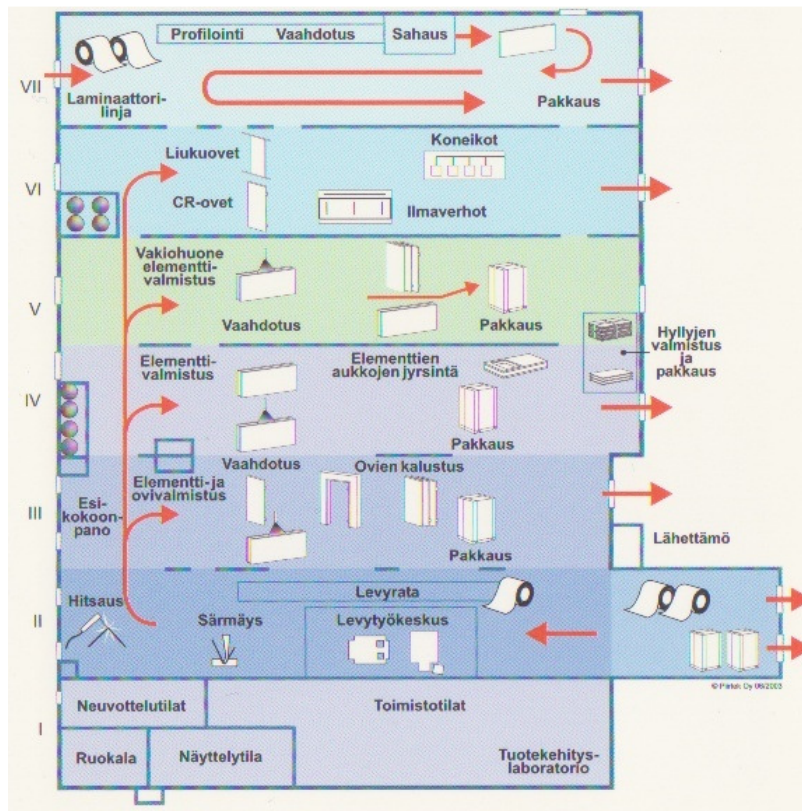 VII
Profilointi
Vaahdotus
Sahaus
Laminaattori-
linja
Pakkaus
VI
Liukuovet
Koneikot
CR-ovet
Ilmaverhot
V
Vakiohuone
elementti-
valmistus
Vaahdotus
Pakkaus
Hyllyjen
valmistus
ja
pakkaus
IV
Elementti-
valmistus
Elementtien
aukkojen jyrsintä
Vaahdotus
Pakkaus
III
Esi-
kokoon-
pano
Elementti- ja
ovivalmistus
Ovien kalustus
Pakkaus
Lähettämö
II
Hitsaus
Särmäys
Levyrata
Levytyökeskus
I
Neuvottelutilat
Toimistotilat
Ruokala
Näyttelytila
Tuotekehitys-
laboratorio